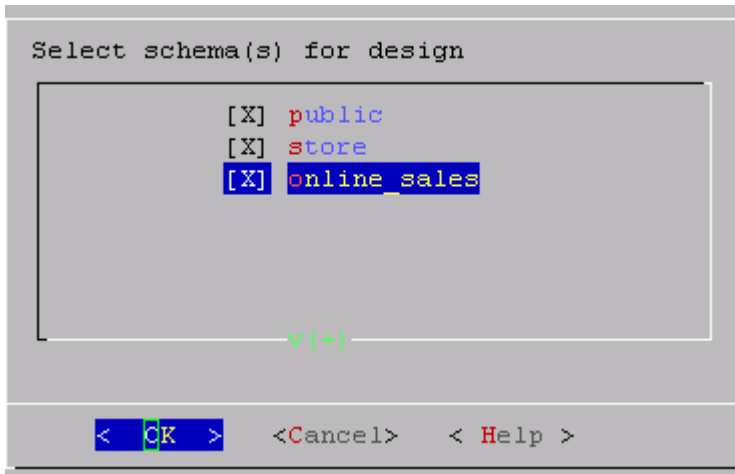 Select schema(s) for design
[X] public
[X] store
[X] online_sales
v(+)
< OK > <Cancel> < Help >